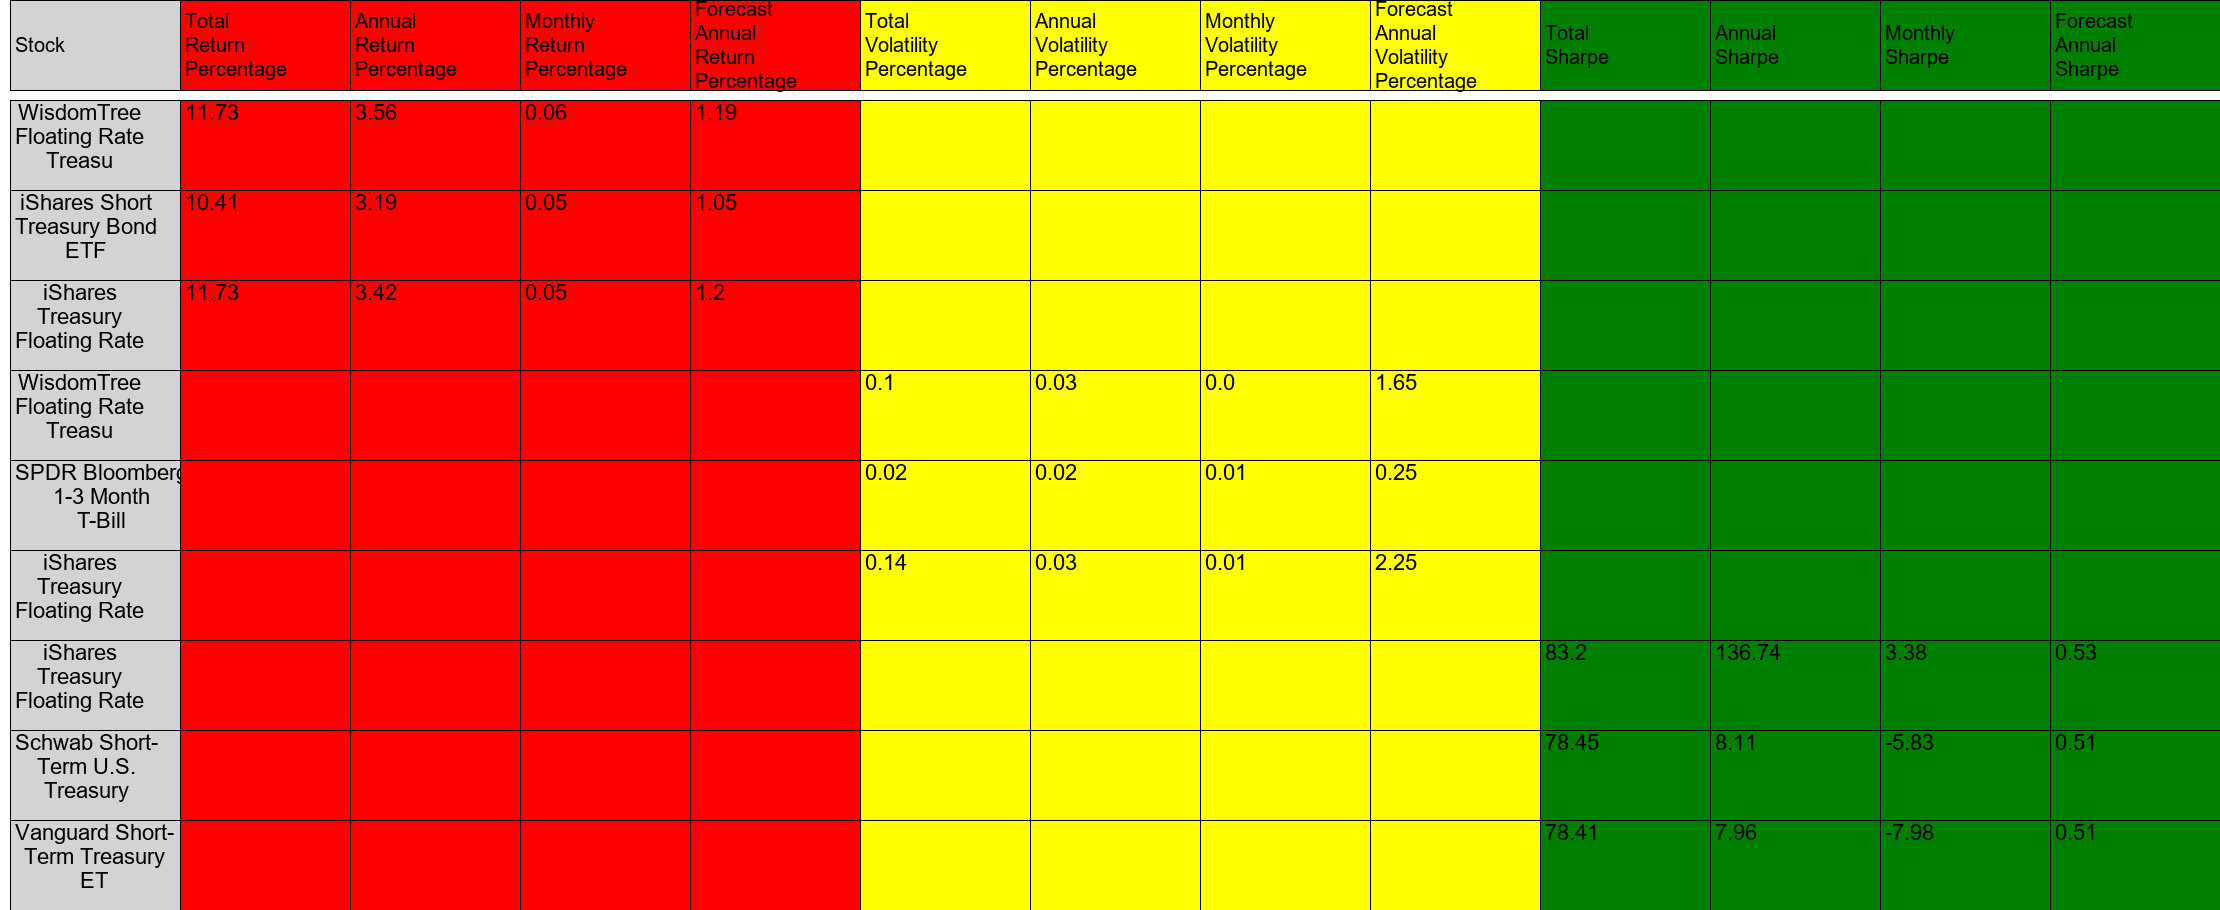 Stock
Total
Return
Percentage
Annual
Return
Percentage
Monthly
Return
Percentage
Forecast
Annual
Return
Percentage
Total
Volatility
Percentage
Annual
Volatility
Percentage
Monthly
Volatility
Percentage
Forecast
Annual
Volatility
Percentage
Total
Sharpe
Annual
Sharpe
Monthly
Sharpe
Forecast
Annual
Sharpe
WisdomTree
Floating Rate
Treasu
11.73
3.56
0.06
1.19
iShares Short
Treasury Bond
ETF
10.41
3.19
0.05
1.05
iShares
Treasury
Floating Rate
11.73
3.42
0.05
1.2
WisdomTree
Floating Rate
Treasu
0.1
0.03
0.0
1.65
SPDR Bloomberg
1-3 Month
T-Bill
0.02
0.02
0.01
0.25
iShares
Treasury
Floating Rate
0.14
0.03
0.01
2.25
iShares
Treasury
Floating Rate
83.2
136.74
3.38
0.53
Schwab Short-
Term U.S.
Treasury
78.45
8.11
-5.83
0.51
Vanguard Short-
Term Treasury
ET
78.41
7.96
-7.98
0.51